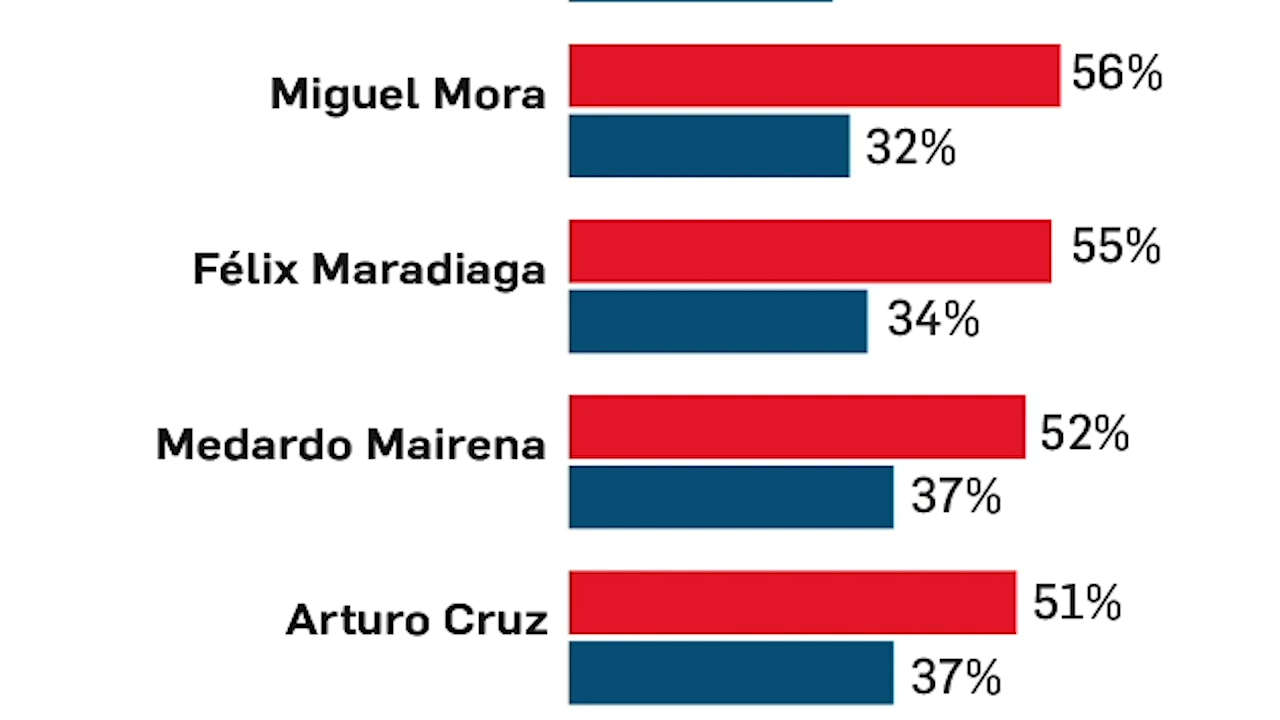 Miguel Mora
56%
32%
Félix Maradiaga
55%
34%
Medardo Mairena
52%
37%
Arturo Cruz
51%
37%